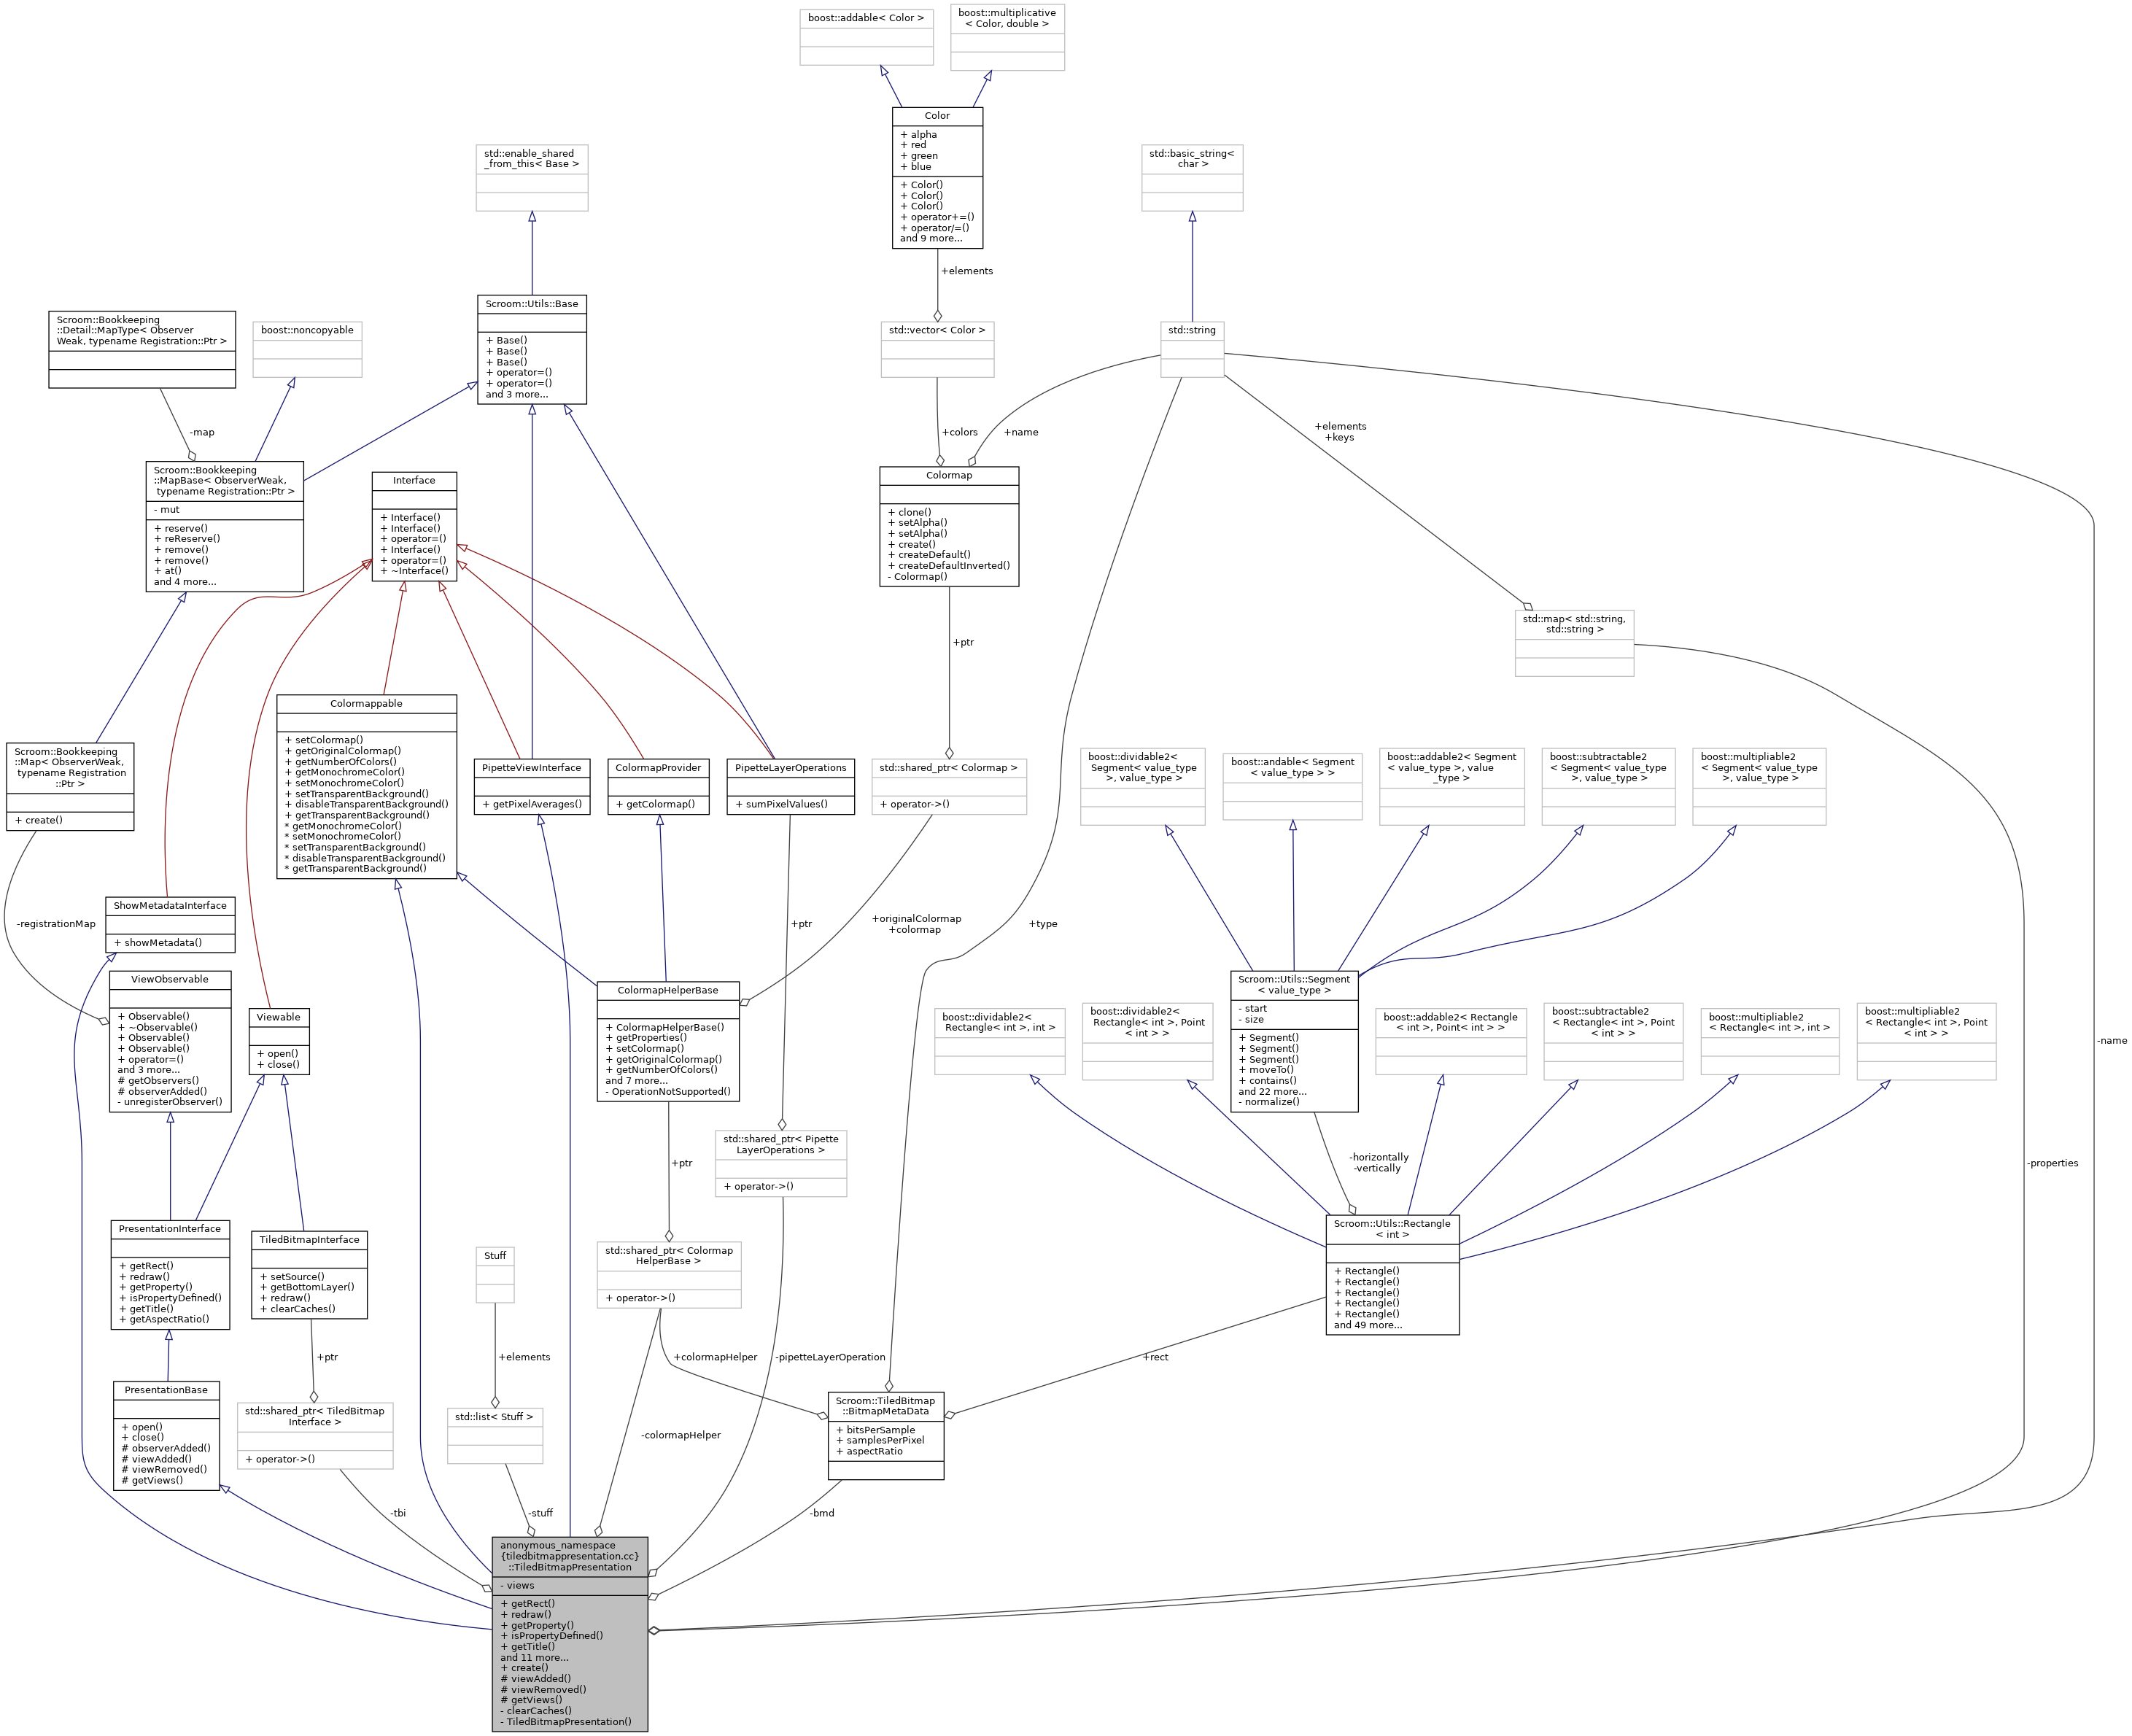 boost::addable< Color >
boost::multiplicative
< Color, double >
Color
+ alpha
+ red
+ green
+ blue
+ Color()
+ Color()
+ Color()
+ operator+=()
+ operator/=()
and 9 more...
std::enable_shared
_from_this< Base >
std::basic_string<
char >
+elements
Scroom::Utils::Base
+ Base()
+ Base()
+ Base()
+ operator=()
+ operator=()
and 3 more...
Scroom::Bookkeeping
::Detail::MapType< Observer
Weak, typename Registration::Ptr >
boost::noncopyable
std::vector< Color >
std::string
-map
+colors
+name
+elements
+keys
Scroom::Bookkeeping
::MapBase< ObserverWeak,
typename Registration::Ptr >
- mut
+ reserve()
+ reReserve()
+ remove()
+ remove()
+ at()
and 4 more...
Interface
+ Interface()
+ Interface()
+ operator=()
+ Interface()
+ operator=()
+ ~Interface()
Colormap
+ clone()
+ setAlpha()
+ setAlpha()
+ create()
+ createDefault()
+ createDefaultInverted()
- Colormap()
+ptr
std::map< std::string,
std::string >
Scroom::Bookkeeping
::Map< ObserverWeak,
typename Registration
::Ptr >
+ create()
Colormappable
+ setColormap()
+ getOriginalColormap()
+ getNumberOfColors()
+ getMonochromeColor()
+ setMonochromeColor()
+ setTransparentBackground()
+ disableTransparentBackground()
+ getTransparentBackground()
* getMonochromeColor()
* setMonochromeColor()
* setTransparentBackground()
* disableTransparentBackground()
* getTransparentBackground()
PipetteViewInterface
+ getPixelAverages()
ColormapProvider
+ getColormap()
PipetteLayerOperations
+ sumPixelValues()
std::shared_ptr< Colormap >
+ operator->()
boost::dividable2<
Segment< value_type
>, value_type >
boost::andable< Segment
< value_type > >
boost::addable2< Segment
< value_type >, value
_type >
boost::subtractable2
< Segment< value_type
>, value_type >
boost::multipliable2
< Segment< value_type
>, value_type >
-registrationMap
ShowMetadataInterface
+ showMetadata()
+ptr
+originalColormap
+colormap
+type
ViewObservable
+ Observable()
+ ~Observable()
+ Observable()
+ Observable()
+ operator=()
and 3 more...
# getObservers()
# observerAdded()
- unregisterObserver()
Viewable
+ open()
+ close()
ColormapHelperBase
+ ColormapHelperBase()
+ getProperties()
+ setColormap()
+ getOriginalColormap()
+ getNumberOfColors()
and 7 more...
- OperationNotSupported()
Scroom::Utils::Segment
< value_type >
- start
- size
+ Segment()
+ Segment()
+ Segment()
+ moveTo()
+ contains()
and 22 more...
- normalize()
boost::dividable2<
Rectangle< int >, int >
boost::dividable2<
Rectangle< int >, Point
< int > >
boost::addable2< Rectangle
< int >, Point< int > >
boost::subtractable2
< Rectangle< int >, Point
< int > >
boost::multipliable2
< Rectangle< int >, int >
boost::multipliable2
< Rectangle< int >, Point
< int > >
-name
std::shared_ptr< Pipette
LayerOperations >
+ operator->()
+ptr
-horizontally
-vertically
-properties
PresentationInterface
+ getRect()
+ redraw()
+ getProperty()
+ isPropertyDefined()
+ getTitle()
+ getAspectRatio()
TiledBitmapInterface
+ setSource()
+ getBottomLayer()
+ redraw()
+ clearCaches()
Stuff
std::shared_ptr< Colormap
HelperBase >
+ operator->()
Scroom::Utils::Rectangle
< int >
+ Rectangle()
+ Rectangle()
+ Rectangle()
+ Rectangle()
+ Rectangle()
and 49 more...
+ptr
+elements
+colormapHelper
-pipetteLayerOperation
+rect
PresentationBase
+ open()
+ close()
# observerAdded()
# viewAdded()
# viewRemoved()
# getViews()
std::shared_ptr< TiledBitmap
Interface >
+ operator->()
std::list< Stuff >
-colormapHelper
Scroom::TiledBitmap
::BitmapMetaData
+ bitsPerSample
+ samplesPerPixel
+ aspectRatio
-tbi
-stuff
-bmd
anonymous_namespace
{tiledbitmappresentation.cc}
::TiledBitmapPresentation
- views
+ getRect()
+ redraw()
+ getProperty()
+ isPropertyDefined()
+ getTitle()
and 11 more...
+ create()
# viewAdded()
# viewRemoved()
# getViews()
- clearCaches()
- TiledBitmapPresentation()